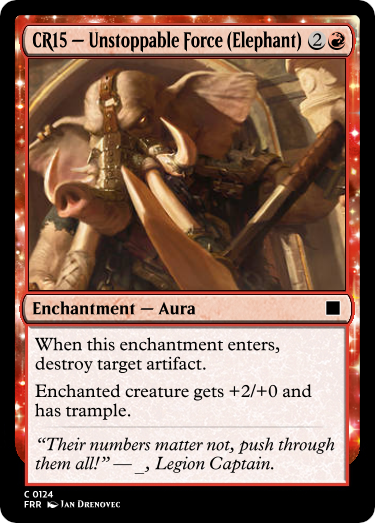 CR15 — Unstoppable Force (Elephant) 2
Enchantment — Aura
When this enchantment enters,
destroy target artifact.
Enchanted creature gets +2/+0 and
has trample.
“Their numbers matter not, push through
them all!” — _, Legion Captain.
C 0124
FRR Ian Drenovec